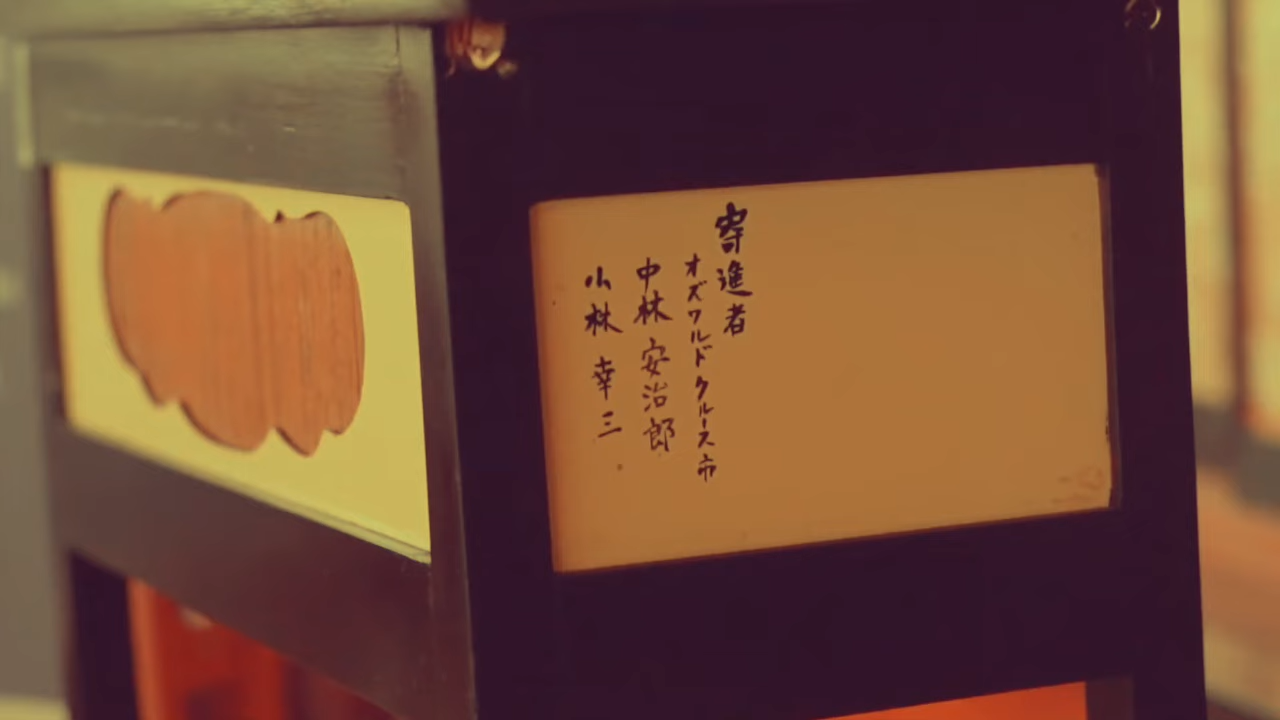 寄進者
オズワルドクルース市
中林安治郎
小林幸三